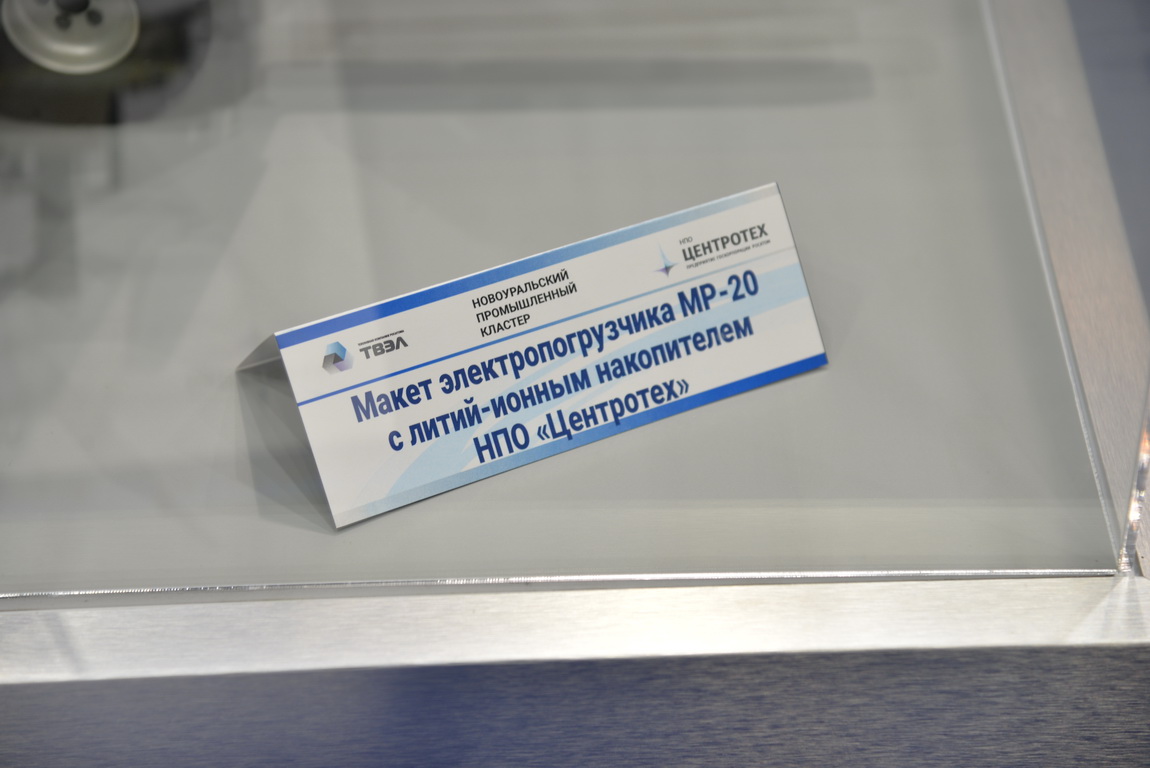 ТВЭЛ
НОВОУРАЛЬСКИЙ
ПРОМЫШЛЕННЫЙ
КЛАСТЕР
НПО
ЦЕНТРОТЕХ
Макет электропогрузчика МР-20
с литий-ионным накопителем
НПО «Центротех»